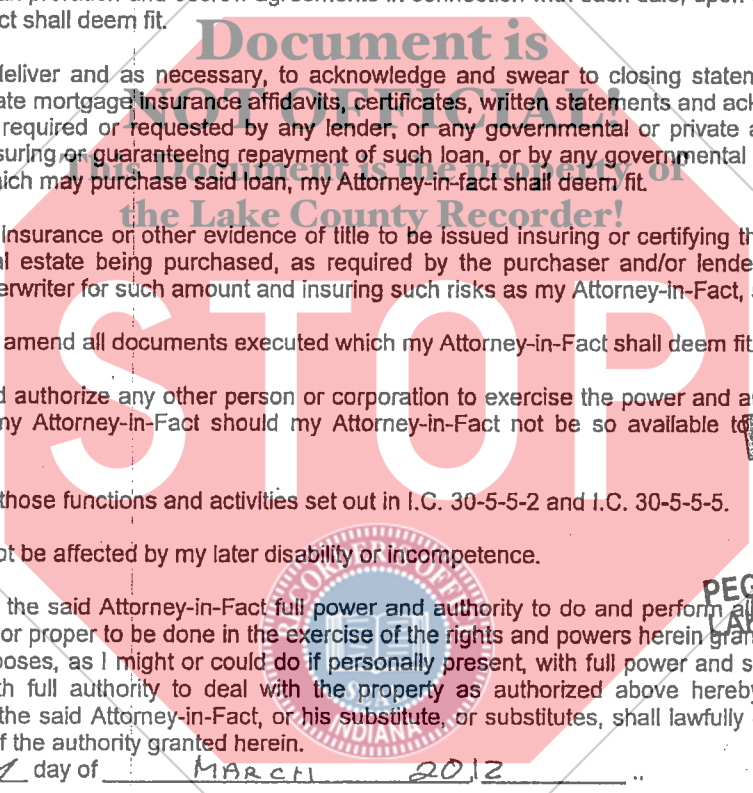 ct shall deem fit.
Document is
deliver and as necessary, to acknowledge and swear to closing statem
ate mortgage insurance affidavits, certificates, written statements and ack
NOT OFFICIAL!
required or requested by any lender, or any governmental or private a
suring or guaranteeing repayment of such loan, or by any governmental
This Document is the property of
hich may purchase said loan, my Attorney-in-fact shall deem fit.
the Lake County Recorder!
insurance or other evidence of title to be issued insuring or certifying th
al estate being purchased, as required by the purchaser and/or lende
erwriter for such amount and insuring such risks as my Attorney-in-Fact,
STOP
amend all documents executed which my Attorney-in-Fact shall deem fit
d authorize any other person or corporation to exercise the power and a
my Attorney-in-Fact should my Attorney-in-Fact not be so available to
those functions and activities set out in I.C. 30-5-5-2 and I.C. 30-5-5-5.
ot be affected by my later disability or incompetence.
RECORDER'S OFFICE
SEAL
INDIANA
PEG
LAK
the said Attorney-in-Fact full power and authority to do and perform all
or proper to be done in the exercise of the rights and powers herein gran
poses, as I might or could do if personally present, with full power and s
th full authority to deal with the property as authorized above hereby
the said Attorney-in-Fact, or his substitute, or substitutes, shall lawfully
f the authority granted herein.
day of MARCH 2012 ..